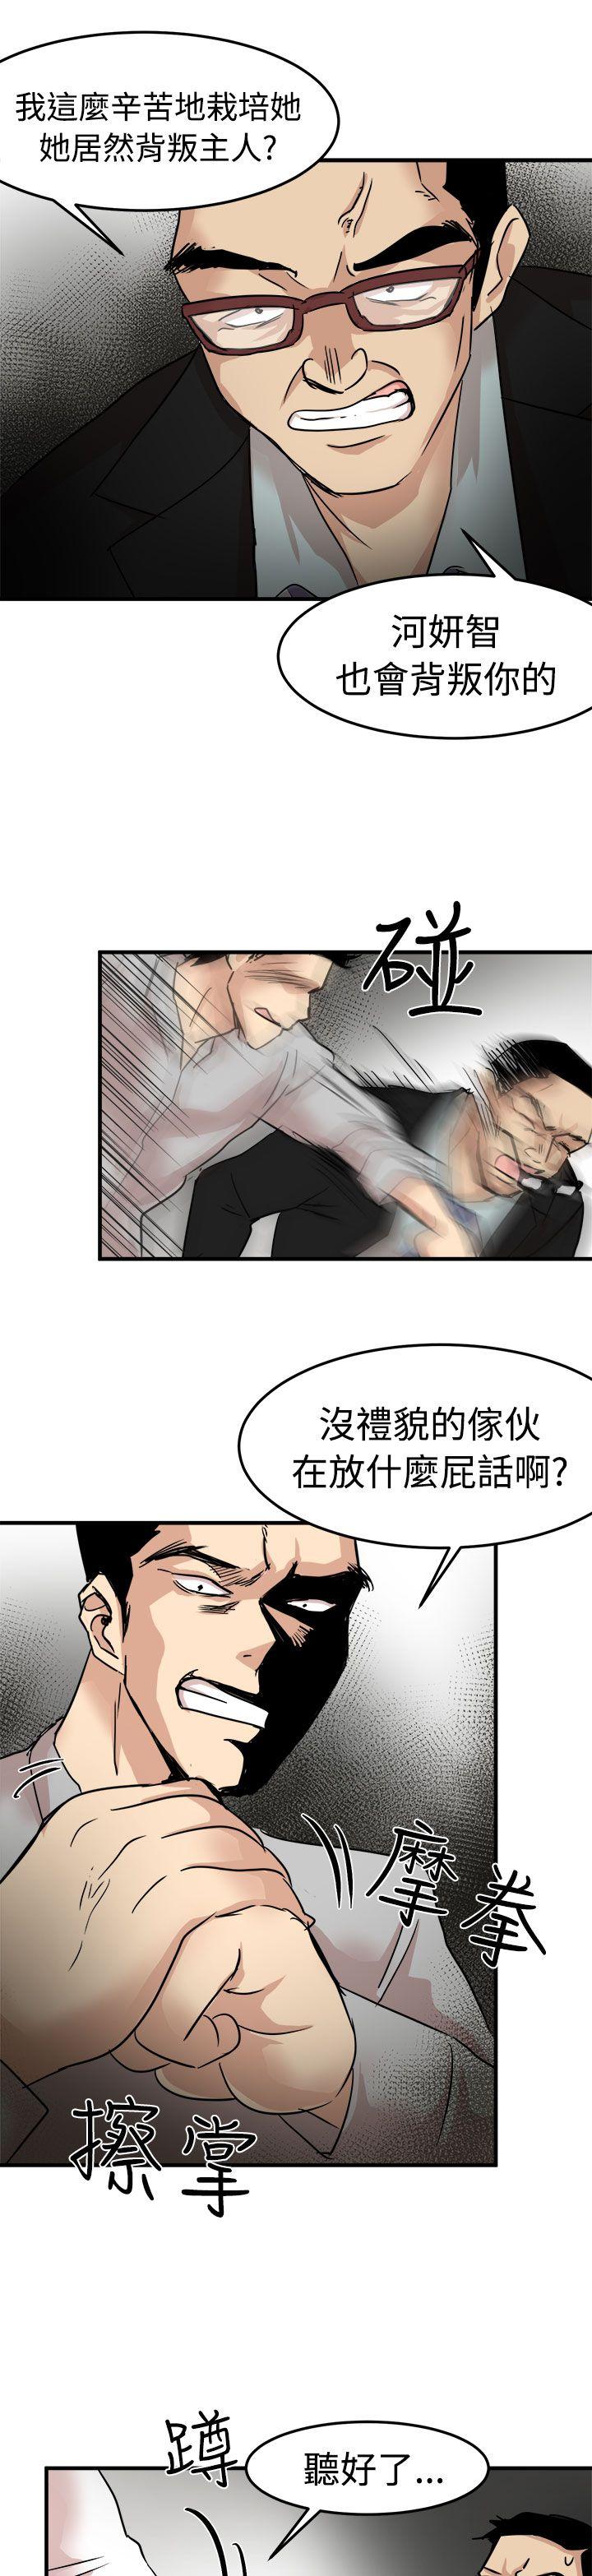 我這麼辛苦地栽培她
她居然背叛主人?
河妍智
也會背叛你的
碰
沒禮貌的傢伙
在放什麼屁話啊?
摩拳
擦掌
蹲
聽好了...